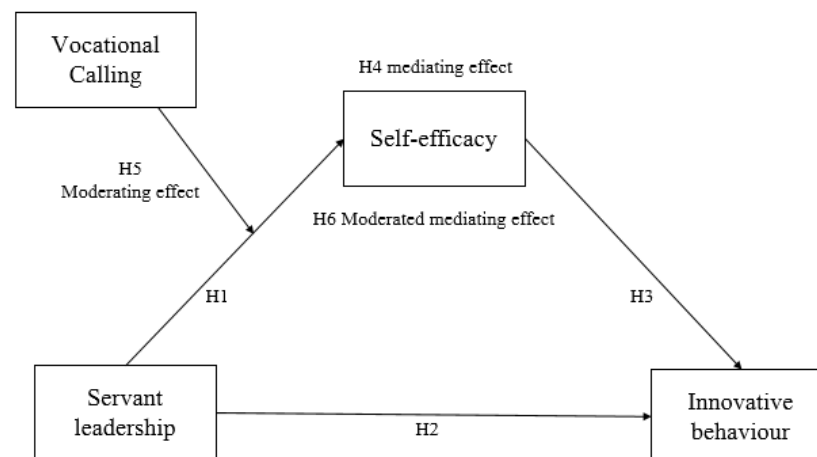 Vocational
Calling
H4 mediating effect
Self-efficacy
H5
Moderating effect
H6 Moderated mediating effect
H1
H3
Servant
leadership
H2
Innovative
behaviour